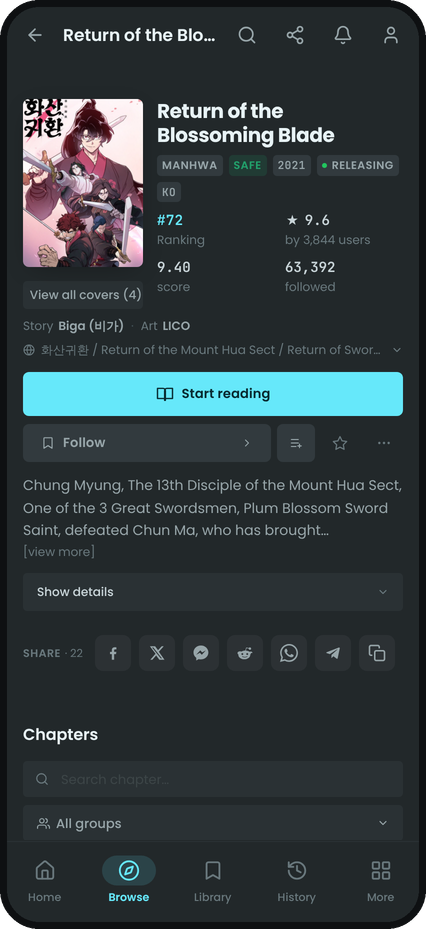 Return of the Blo...
화산
귀환
Return of the
Blossoming Blade
MANHWA SAFE 2021 RELEASING
KO
#72
Ranking
★ 9.6
by 3,844 users
9.40
score
63,392
followed
View all covers (4)
Story Biga (비가) · Art LICO
화산귀환 / Return of the Mount Hua Sect / Return of Swor...
Start reading
Follow
Chung Myung, The 13th Disciple of the Mount Hua Sect,
One of the 3 Great Swordsmen, Plum Blossom Sword
Saint, defeated Chun Ma, who has brought...
[view more]
Show details
SHARE · 22
Chapters
Search chapter...
All groups
Home Browse Library History More